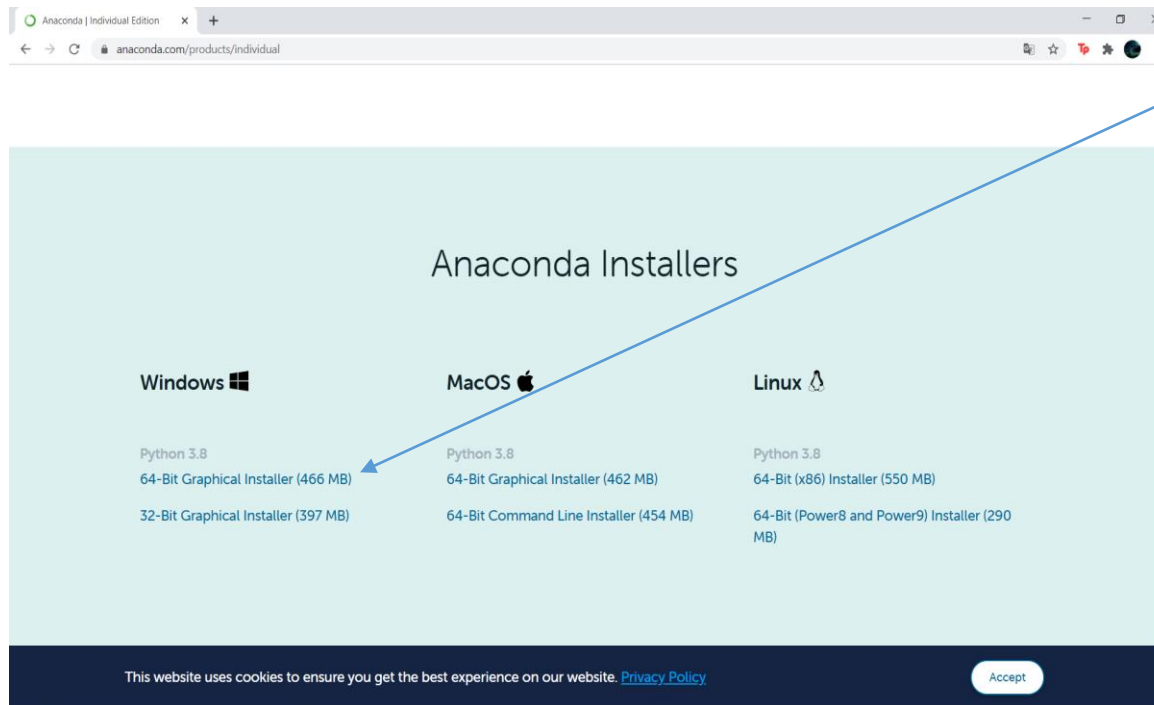 Anaconda | Individual Edition
anaconda.com/products/individual
Tp
Anaconda Installers
Windows
Python 3.8
64-Bit Graphical Installer (466 MB)
32-Bit Graphical Installer (397 MB)
MacOS
Python 3.8
64-Bit Graphical Installer (462 MB)
64-Bit Command Line Installer (454 MB)
Linux
Python 3.8
64-Bit (x86) Installer (550 MB)
64-Bit (Power8 and Power9) Installer (290
MB)
This website uses cookies to ensure you get the best experience on our website. Privacy Policy
Accept